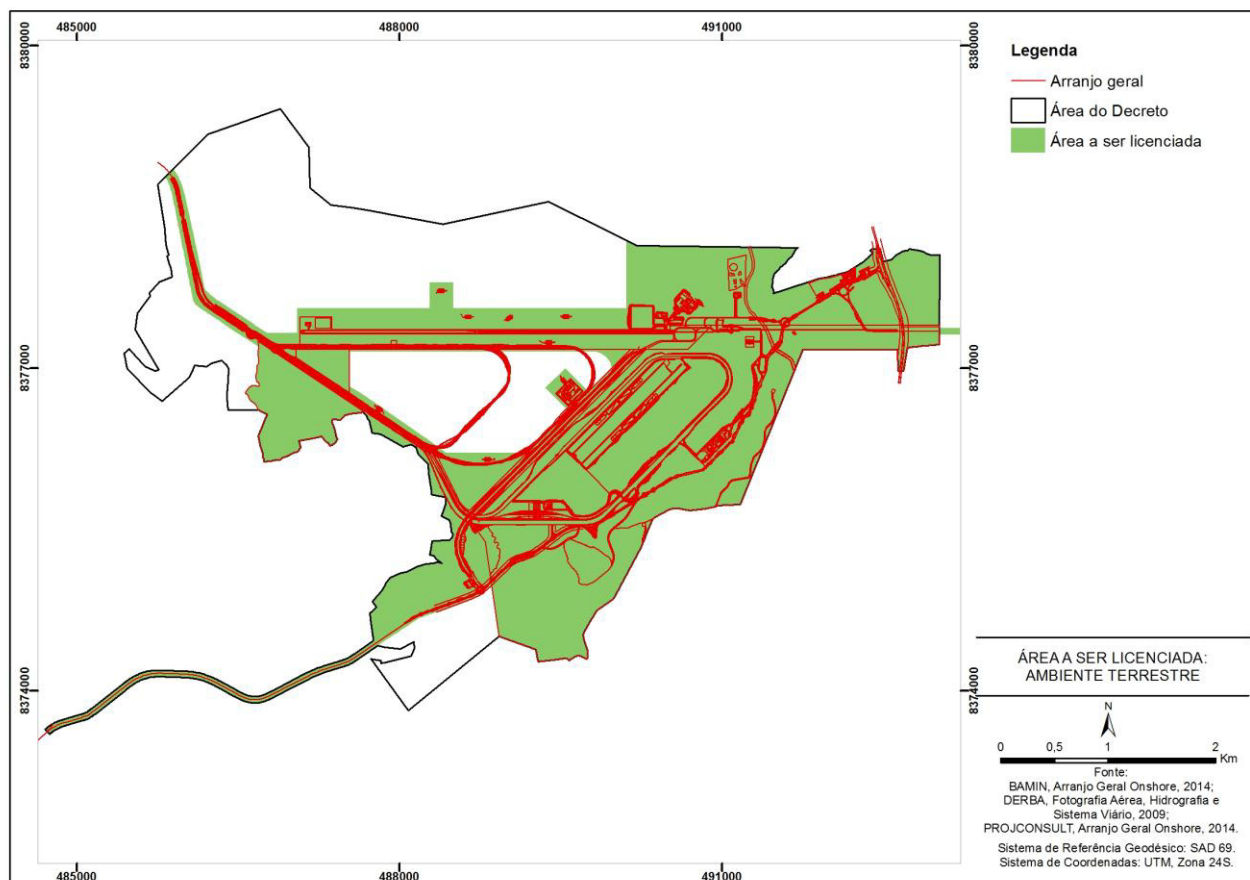 485000
488000
491000
8380000
8380000
Legenda
Arranjo geral
Área do Decreto
Área a ser licenciada
8377000
8377000
8374000
8374000
ÁREA A SER LICENCIADA:
AMBIENTE TERRESTRE
N
0 0,5 1 2
Km
Fonte:
BAMIN, Arranjo Geral Onshore, 2014;
DERBA, Fotografia Aérea, Hidrografia e
Sistema Viário, 2009;
PROJCONSULT, Arranjo Geral Onshore, 2014.
Sistema de Referência Geodésico: SAD 69.
Sistema de Coordenadas: UTM, Zona 24S.
485000
488000
491000